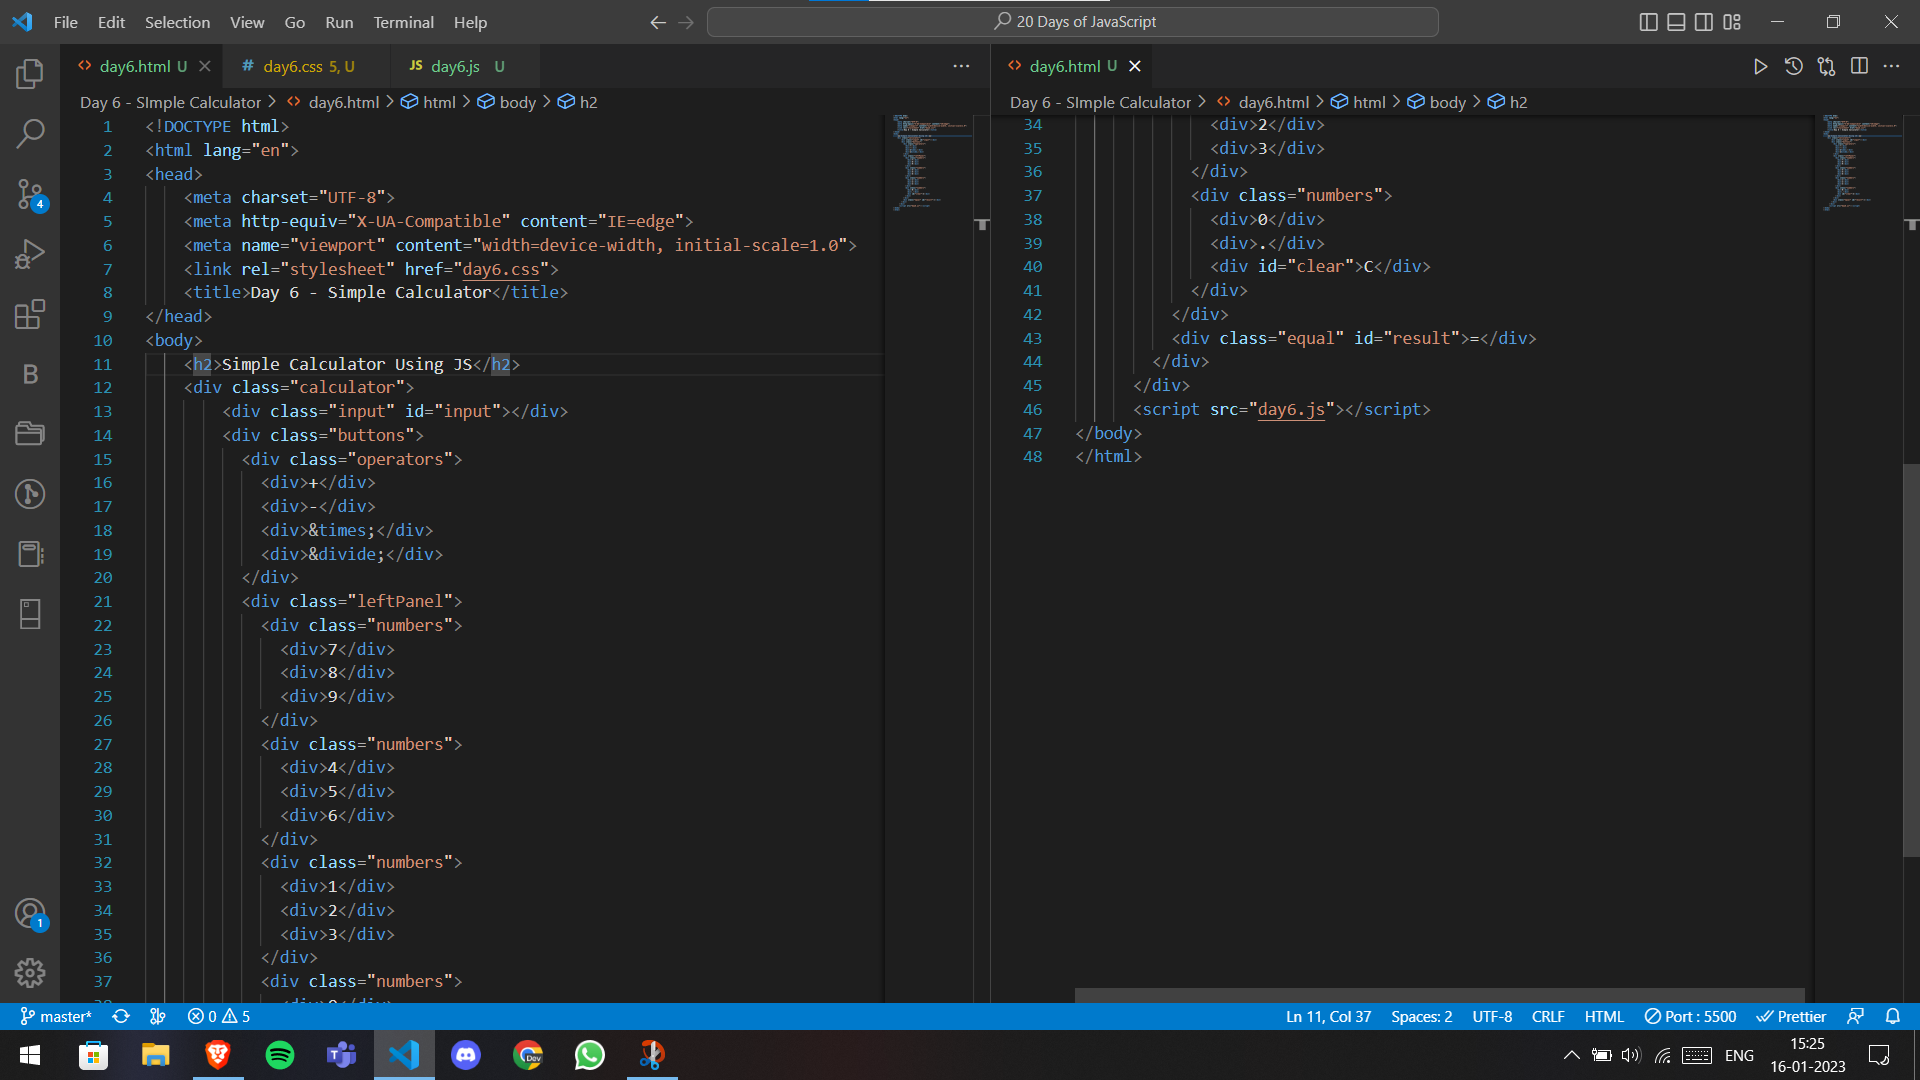 File Edit Selection View Go Run Terminal Help
20 Days of JavaScript
day6.html U
day6.css 5, U
JS day6.js U
Day 6 - SImple Calculator > day6.html > html > body > h2
1 <!DOCTYPE html>
2 <html lang="en">
3 <head>
4 <meta charset="UTF-8">
5 <meta http-equiv="X-UA-Compatible" content="IE=edge">
6 <meta name="viewport" content="width=device-width, initial-scale=1.0">
7 <link rel="stylesheet" href="day6.css">
8 <title>Day 6 - Simple Calculator</title>
9 </head>
10 <body>
11 <h2>Simple Calculator Using JS</h2>
12 <div class="calculator">
13 <div class="input" id="input"></div>
14 <div class="buttons">
15 <div class="operators">
16 <div>+</div>
17 <div>-</div>
18 <div>&times;</div>
19 <div>&divide;</div>
20 </div>
21 <div class="leftPanel">
22 <div class="numbers">
23 <div>7</div>
24 <div>8</div>
25 <div>9</div>
26 </div>
27 <div class="numbers">
28 <div>4</div>
29 <div>5</div>
30 <div>6</div>
31 </div>
32 <div class="numbers">
33 <div>1</div>
34 <div>2</div>
35 <div>3</div>
36 </div>
37 <div class="numbers">
day6.html U
Day 6 - SImple Calculator > day6.html > html > body > h2
34 <div>2</div>
35 <div>3</div>
36 </div>
37 <div class="numbers">
38 <div>0</div>
39 <div>.</div>
40 <div id="clear">C</div>
41 </div>
42 </div>
43 <div class="equal" id="result">=</div>
44 </div>
45 </div>
46 <script src="day6.js"></script>
47 </body>
48 </html>
4
B
1
master* 0 5
Ln 11, Col 37 Spaces: 2 UTF-8 CRLF HTML Port : 5500 Prettier
Dev
ENG
15:25
16-01-2023